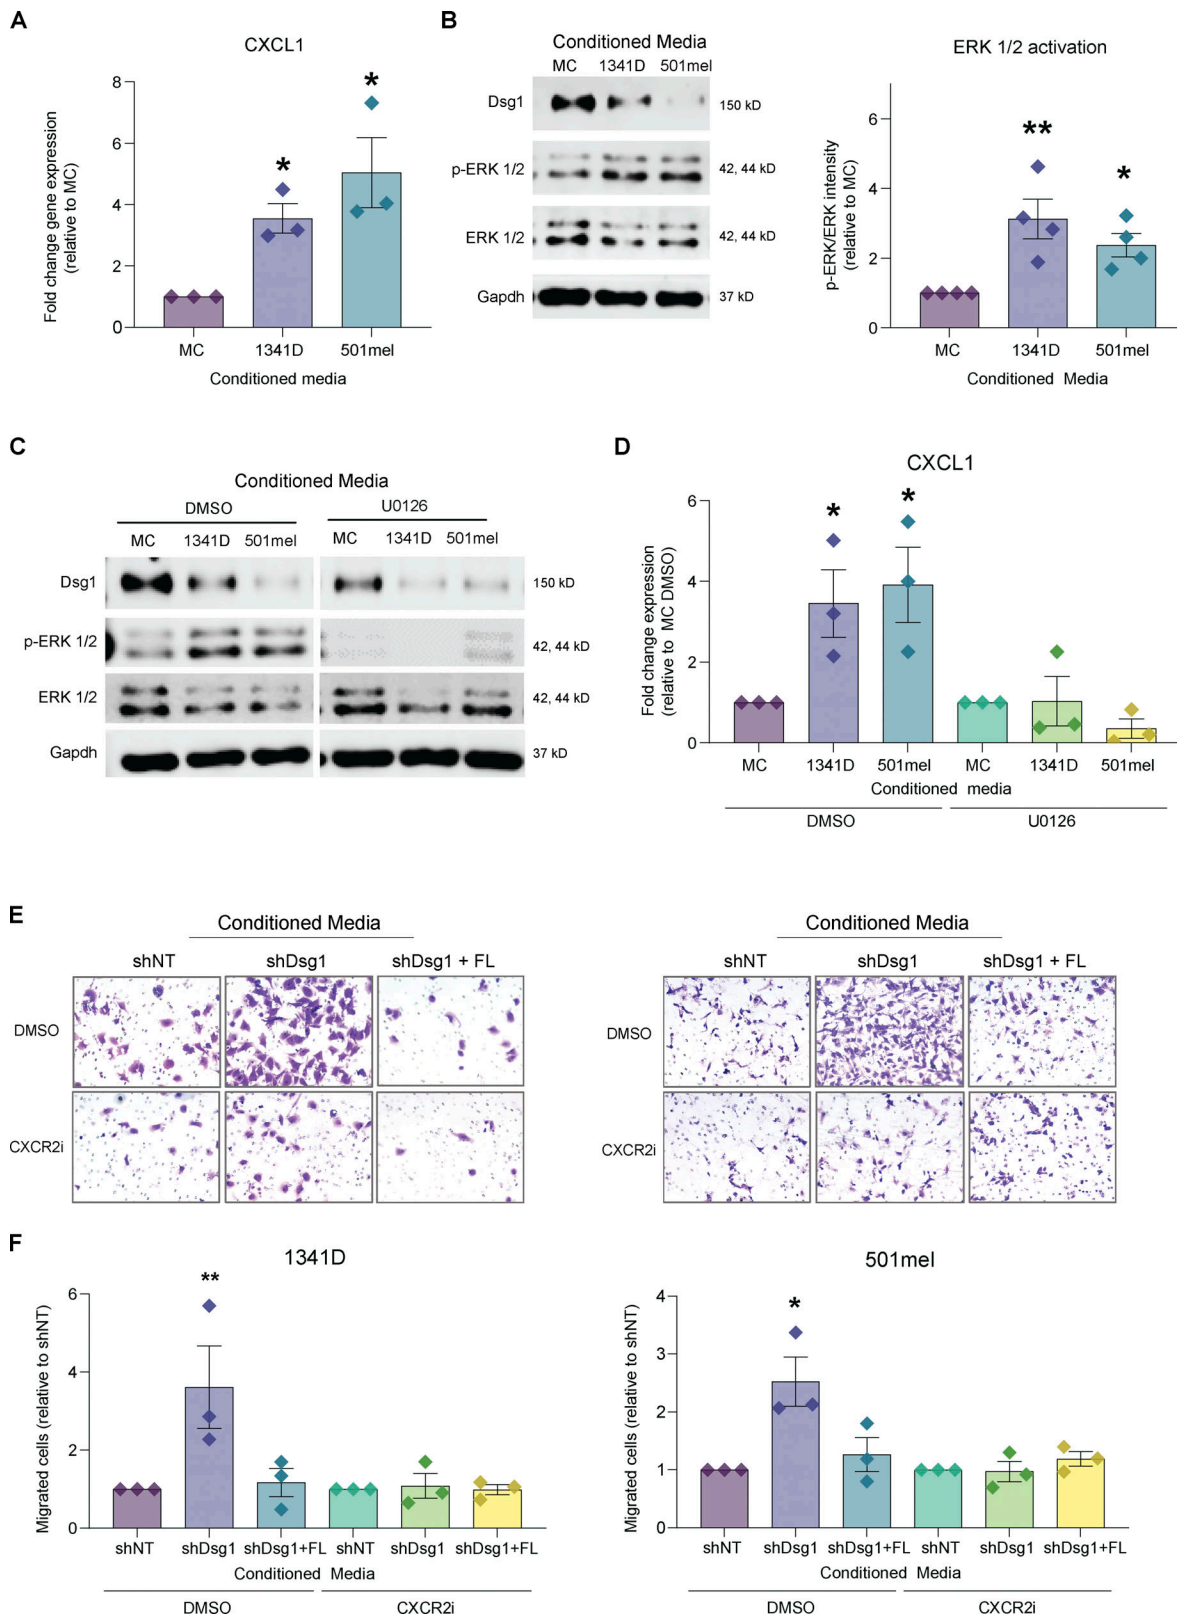 A
CXCL1
Fold change gene expression
(relative to MC)
8
6
4
2
0
*
*
MC 1341D 501mel
Conditioned media
B
Conditioned Media
MC 1341D 501mel
Dsg1 150 kD
p-ERK 1/2 42, 44 kD
ERK 1/2 42, 44 kD
Gapdh 37 kD
ERK 1/2 activation
p-ERK/ERK intensity
(relative to MC)
6
4
2
0
**
*
MC 1341D 501mel
Conditioned Media
C
Conditioned Media
DMSO U0126
MC 1341D 501mel MC 1341D 501mel
Dsg1 150 kD
p-ERK 1/2 42, 44 kD
ERK 1/2 42, 44 kD
Gapdh 37 kD
D
CXCL1
Fold change expression
(relative to MC DMSO)
6
4
2
0
*
*
MC 1341D 501mel MC 1341D 501mel
Conditioned media
DMSO U0126
E
Conditioned Media
shNT shDsg1 shDsg1 + FL
DMSO
CXCR2i
Conditioned Media
shNT shDsg1 shDsg1 + FL
DMSO
CXCR2i
F
1341D
Migrated cells (relative to shNT)
6
4
2
0
**
shNT shDsg1 shDsg1+FL shNT shDsg1 shDsg1+FL
Conditioned Media
DMSO CXCR2i
501mel
Migrated cells (relative to shNT)
4
3
2
1
0
*
shNT shDsg1 shDsg1+FL shNT shDsg1 shDsg1+FL
Conditioned Media
DMSO CXCR2i